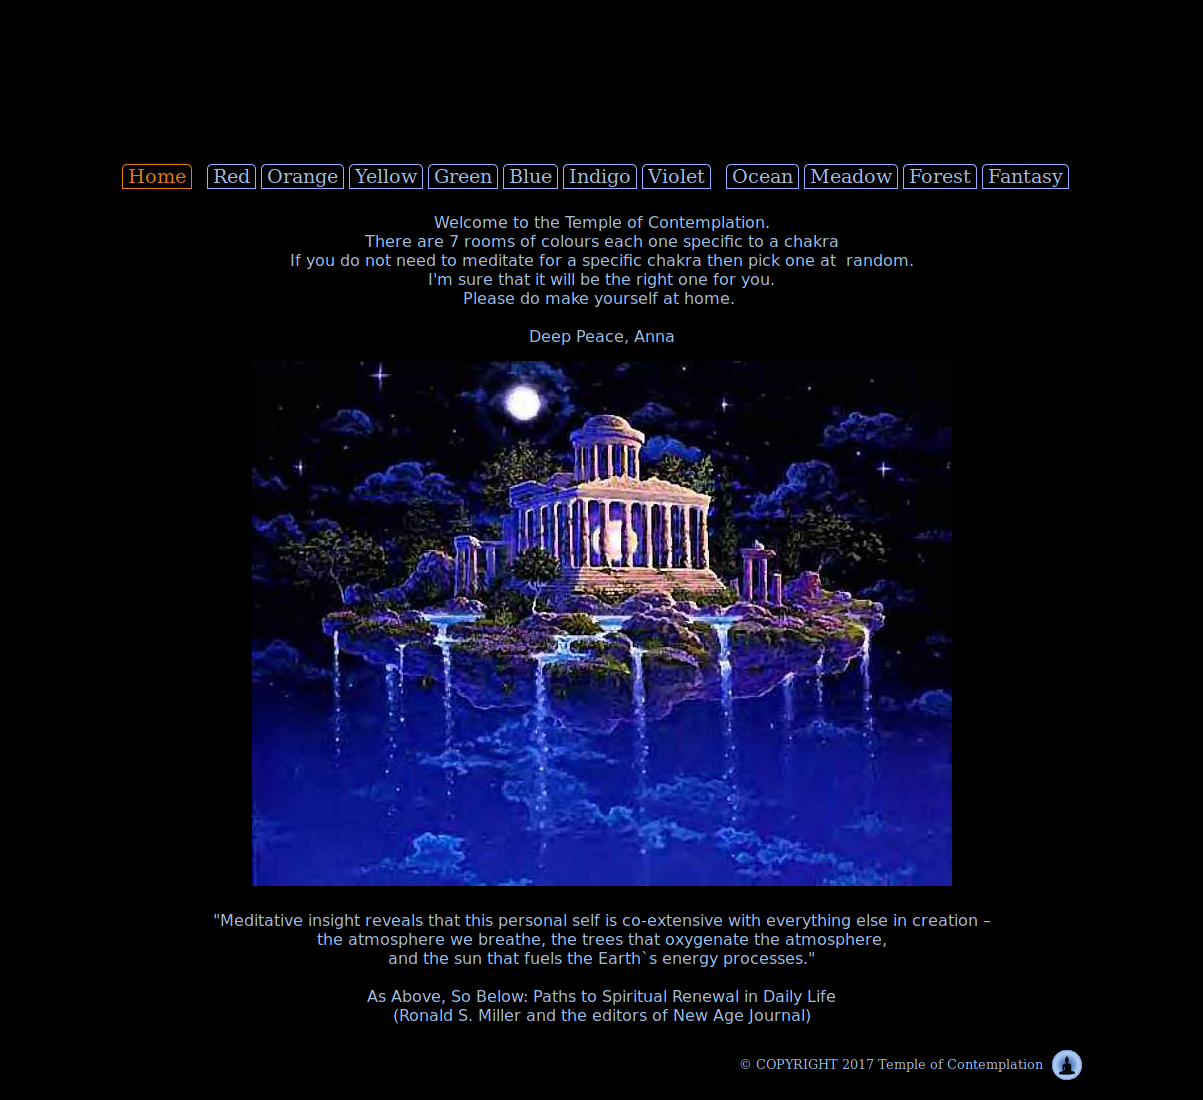 Home Red Orange Yellow Green Blue Indigo Violet Ocean Meadow Forest Fantasy
Welcome to the Temple of Contemplation.
There are 7 rooms of colours each one specific to a chakra
If you do not need to meditate for a specific chakra then pick one at  random.
I'm sure that it will be the right one for you.
Please do make yourself at home.
Deep Peace, Anna
"Meditative insight reveals that this personal self is co-extensive with everything else in creation –
the atmosphere we breathe, the trees that oxygenate the atmosphere,
and the sun that fuels the Earth`s energy processes."
As Above, So Below: Paths to Spiritual Renewal in Daily Life
(Ronald S. Miller and the editors of New Age Journal)
© COPYRIGHT 2017 Temple of Contemplation